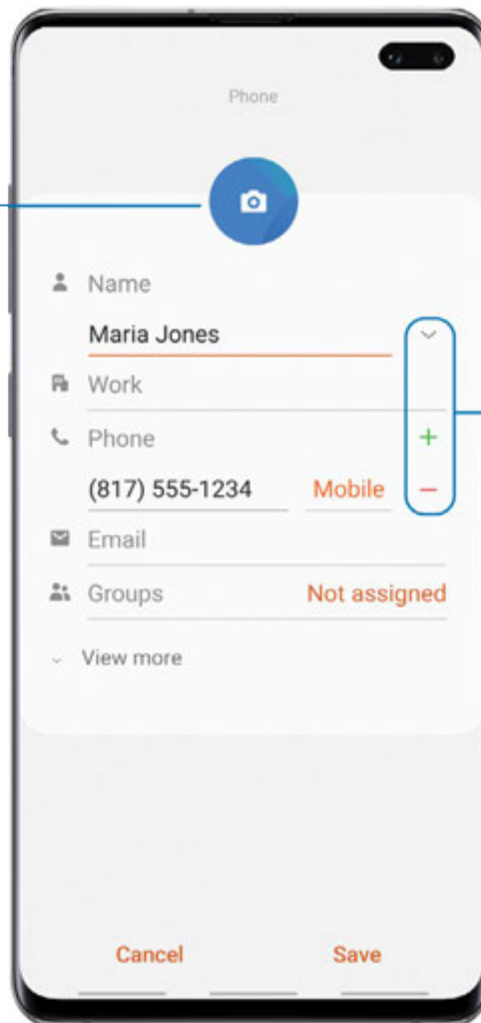 Phone
Name
Maria Jones
Work
Phone
(817) 555-1234 Mobile
Email
Groups Not assigned
View more
Cancel Save